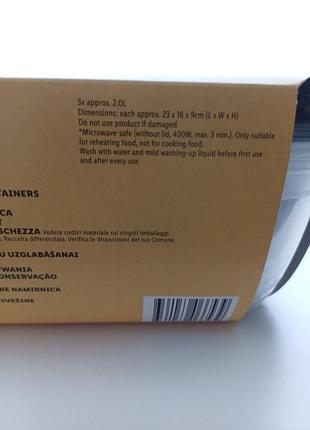 3x approx. 2.0L
Dimensions: each approx. 23 x 16 x 9cm (L x W x H)
Do not use product if damaged
*Microwave-safe (without lid, 400W, max. 3 min.). Only suitable
for reheating food, not for cooking food.
Wash with water and mild washing-up liquid before first use
and after every use.
TAINERS
CA
T
SCHEZZA Vedere codici materiale sui singoli imballaggi
. Raccolta differenziata. Verifica le disposizioni del tuo Comune.
U UZGLABĀŠANAI
YWANIA
ONSERVAÇÃO
NE NAMIRNICA
SVEŽINE